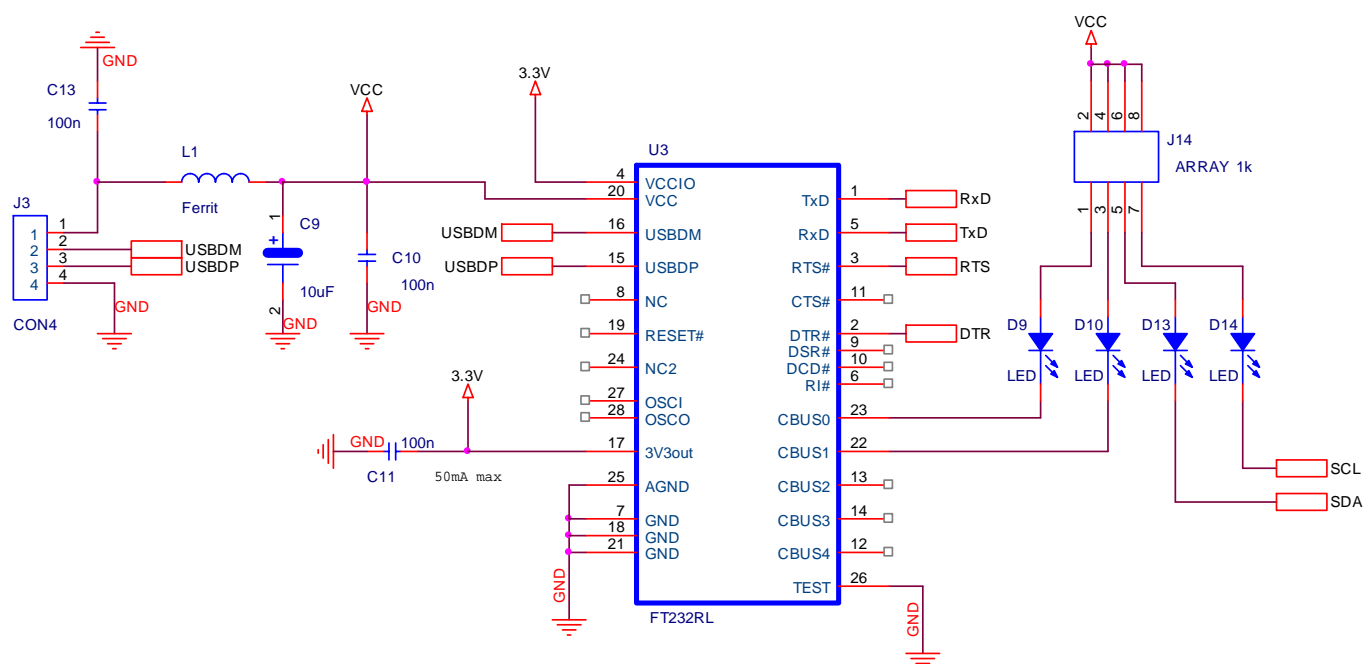 GND
C13
100n
VCC
3.3V
VCC
2 4 6 8
J14
ARRAY 1k
1 3 5 7
L1
Ferrit
U3
J3
1 1
2 2 USBDM
3 3 USBDP
4 4
GND
CON4
1
+
C9
10uF
2
GND
C10
100n
GND
4 VCCIO
20 VCC
USBDM 16 USBDM
USBDP 15 USBDP
8 NC
19 RESET#
24 NC2
27 OSCI
28 OSCO
17 3V3out
25 AGND
7 GND
18 GND
21 GND
3.3V
GND
100n
C11
50mA max
GND
TxD 1 RxD
RxD 5 TxD
RTS# 3 RTS
CTS# 11
DTR# 2 DTR
DSR# 9
DCD# 10
RI# 6
CBUS0 23
CBUS1 22
CBUS2 13
CBUS3 14
CBUS4 12
TEST 26
GND
FT232RL
D9 D10 D13 D14
LED LED LED LED
SCL
SDA